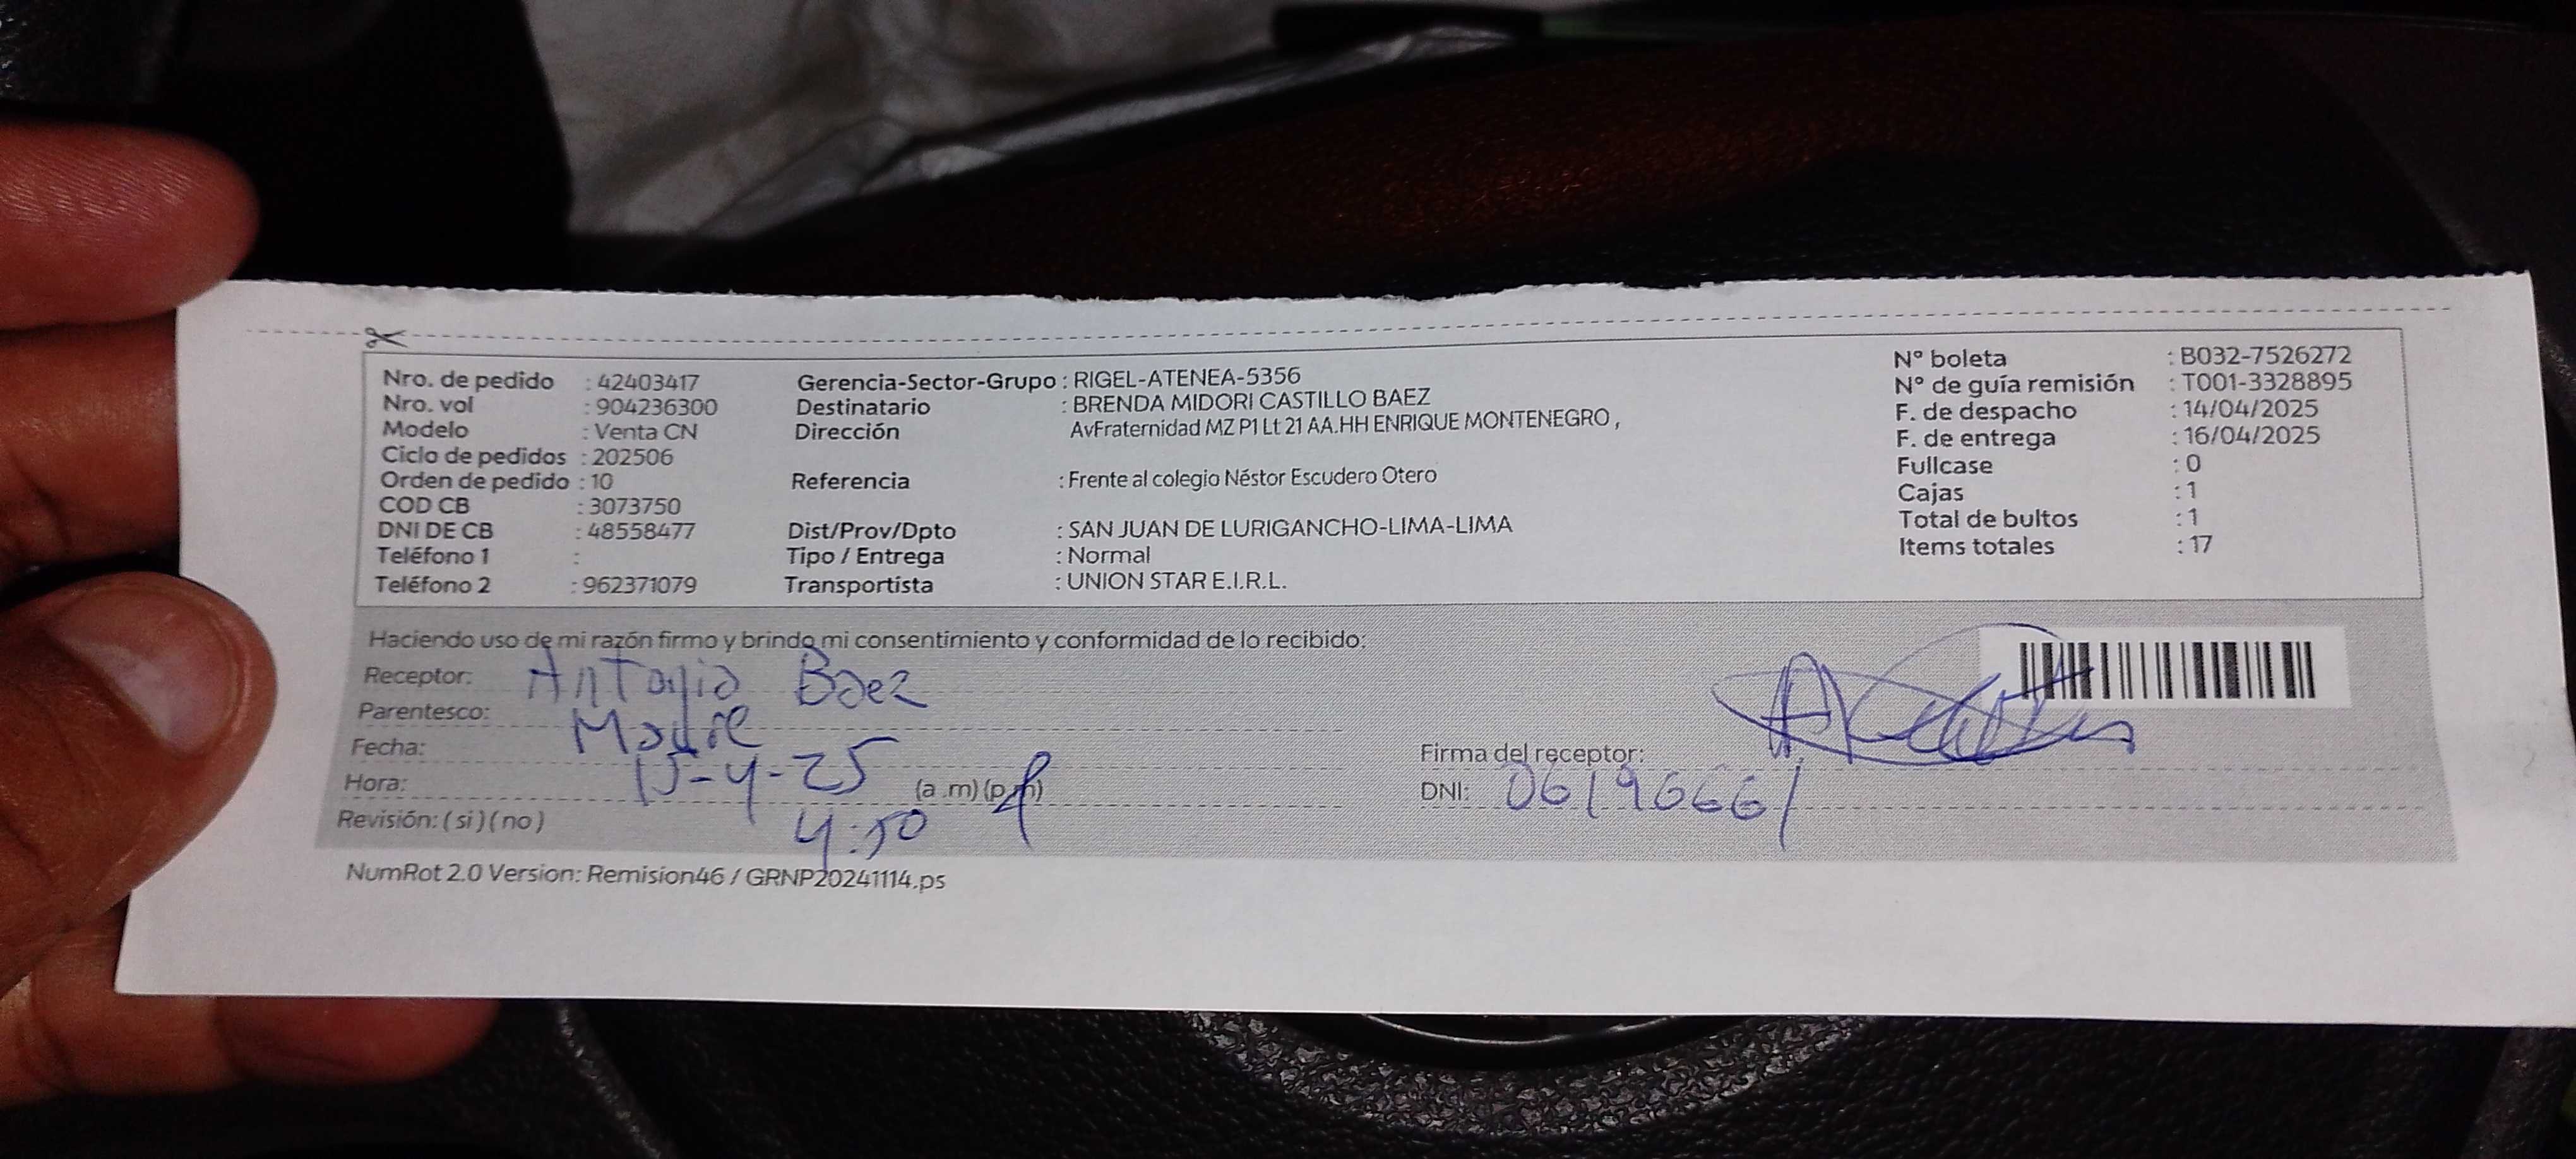 Nro. de pedido : 42403417
Nro. vol : 904236300
Modelo : Venta CN
Ciclo de pedidos : 202506
Orden de pedido : 10
COD CB : 3073750
DNI DE CB : 48558477
Teléfono 1 :
Teléfono 2 : 962371079
Gerencia-Sector-Grupo : RIGEL-ATENEA-5356
Destinatario : BRENDA MIDORI CASTILLO BAEZ
Dirección AvFraternidad MZ P1 Lt 21 AA.HH ENRIQUE MONTENEGRO ,
Referencia : Frente al colegio Néstor Escudero Otero
Dist/Prov/Dpto : SAN JUAN DE LURIGANCHO-LIMA-LIMA
Tipo / Entrega : Normal
Transportista : UNION STAR E.I.R.L.
N° boleta : B032-7526272
N° de guía remisión : T001-3328895
F. de despacho : 14/04/2025
F. de entrega : 16/04/2025
Fullcase : 0
Cajas : 1
Total de bultos : 1
Items totales : 17
Haciendo uso de mi razón firmo y brindo mi consentimiento y conformidad de lo recibido:
Receptor: Antonia Baez
Parentesco: Madre
Fecha: 15-4-25
Hora: 4:50 (a.m) (p.m)
Revisión: ( si ) ( no )
Firma del receptor:
DNI: 06196661
NumRot 2.0 Version: Remision46 / GRNP20241114.ps